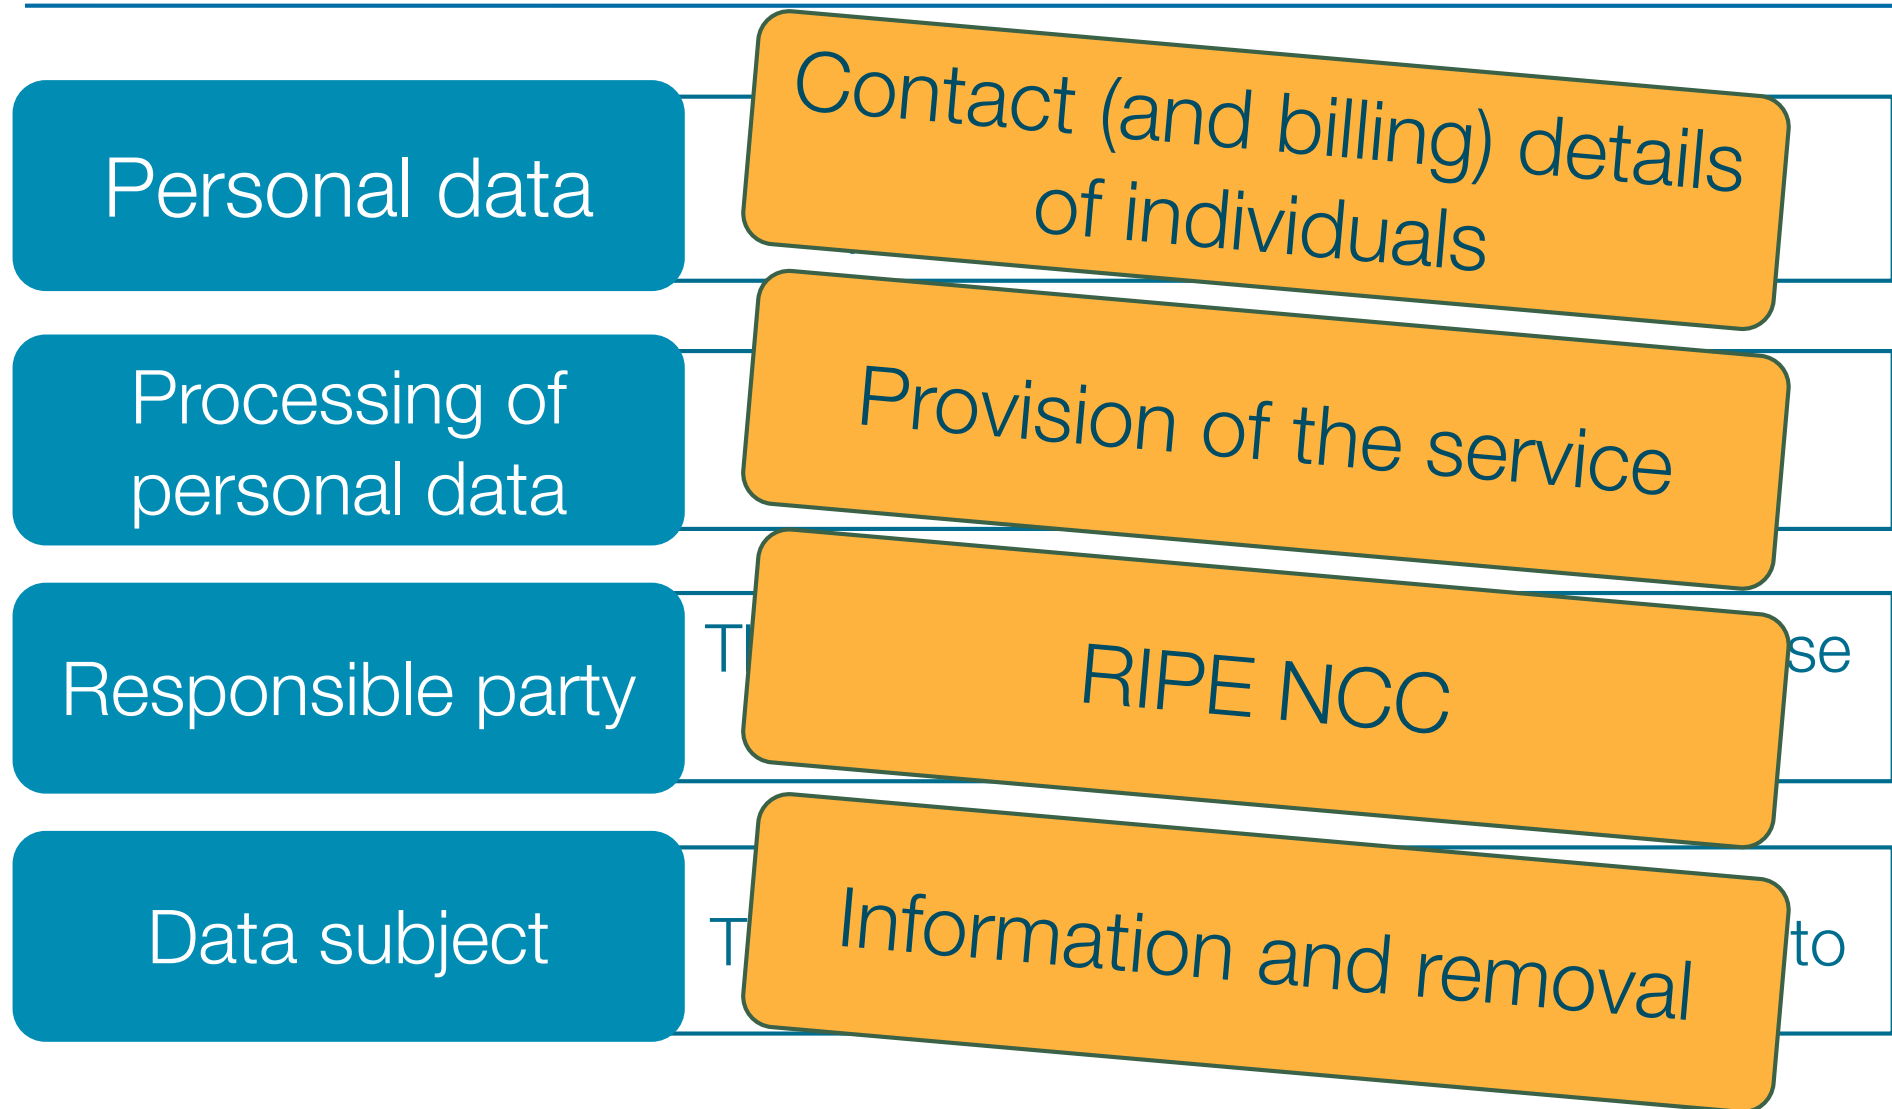 Personal data
Contact (and billing) details
of individuals
Processing of
personal data
Provision of the service
Responsible party
RIPE NCC
Data subject
Information and removal
to